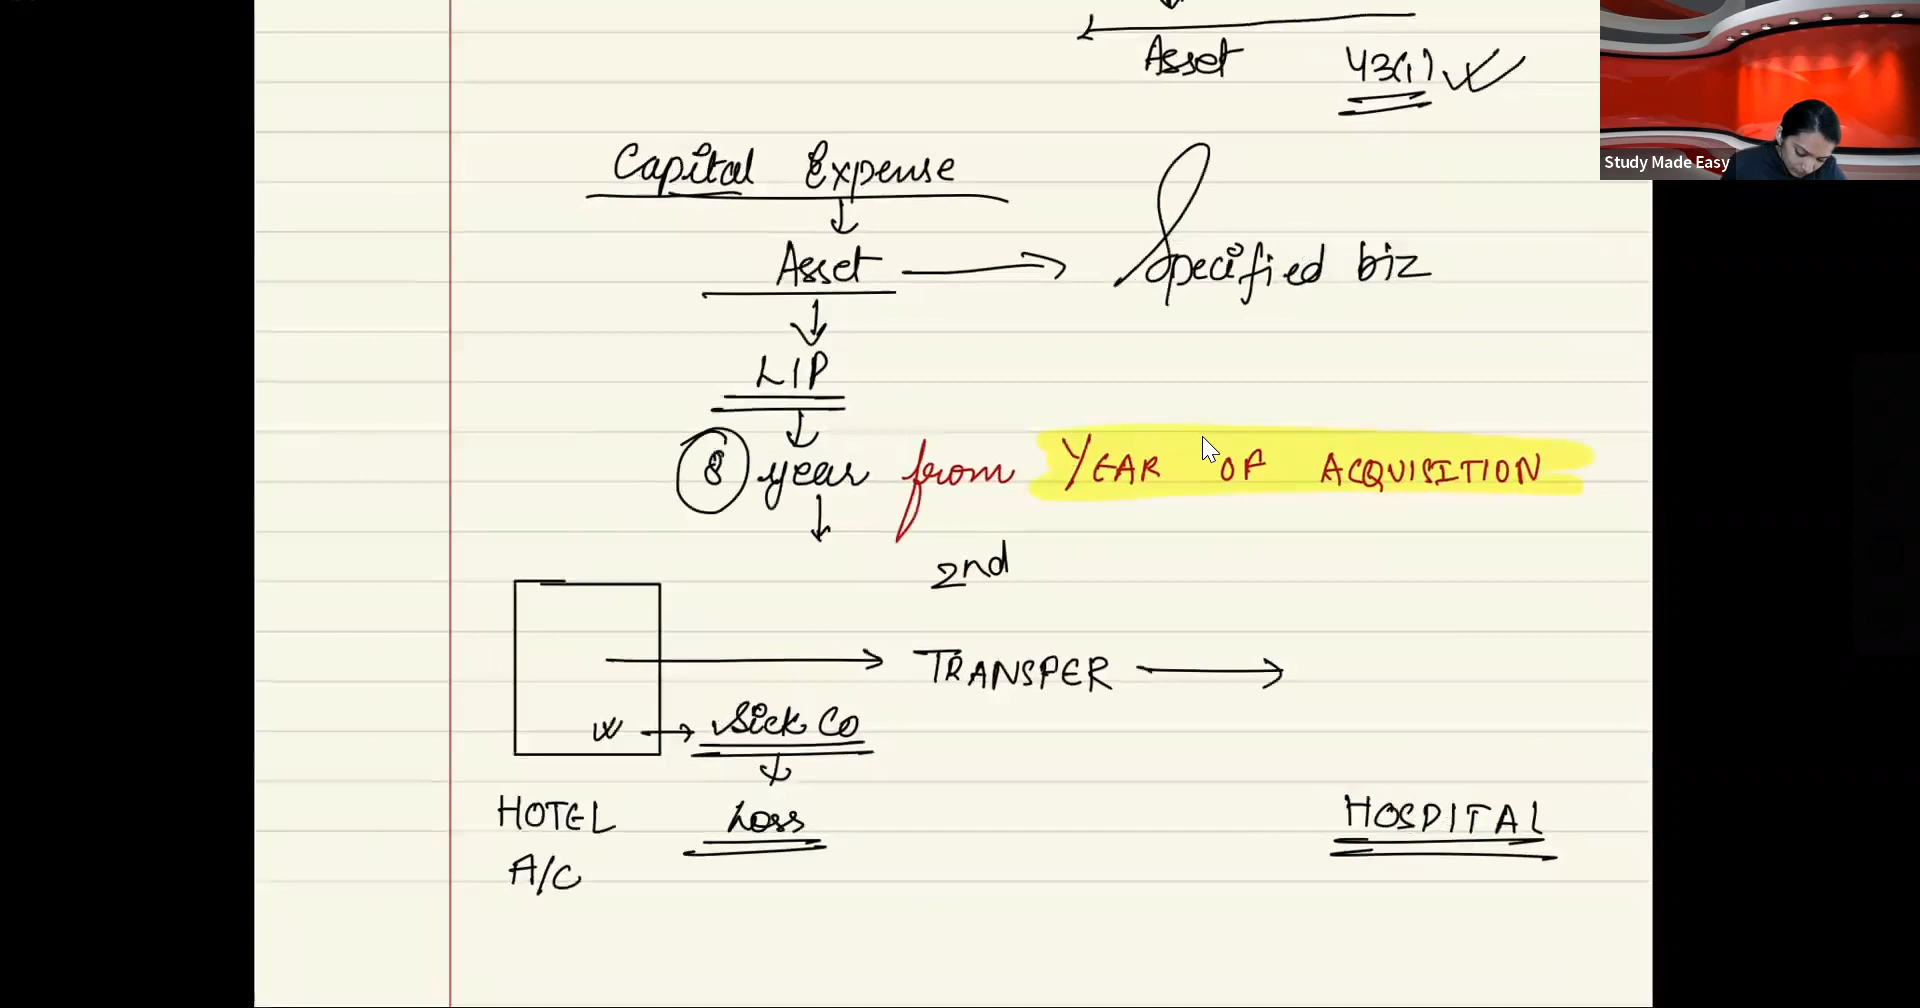 Asset 43(1)
Study Made Easy
Capital Expense
Asset → Specified biz
LIP
8 year from YEAR OF ACQUISITION
2nd
→ TRANSFER →
→ Sick Co
HOTEL Loss HOSPITAL
A/C